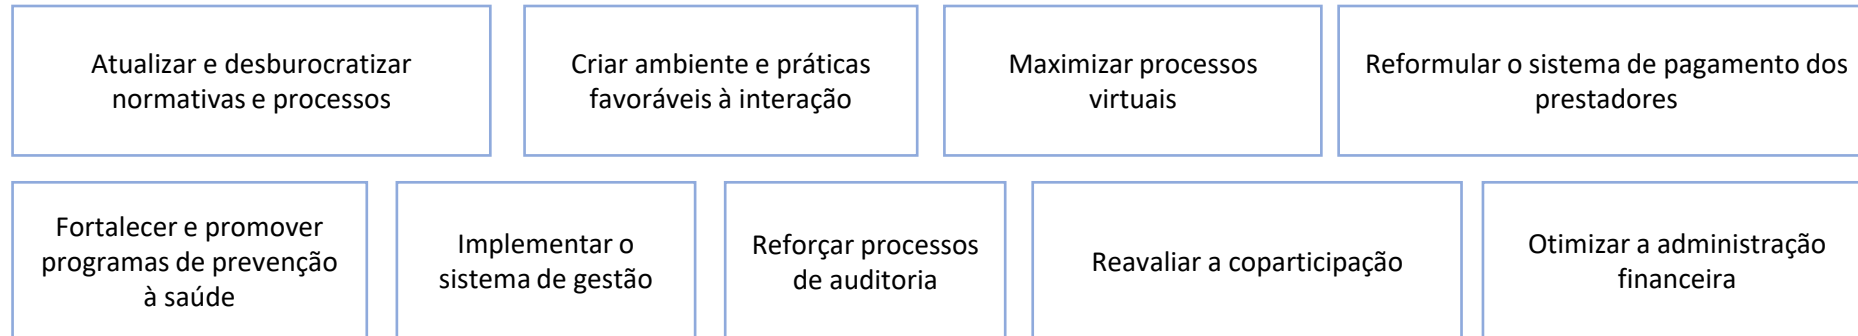 Atualizar e desburocratizar
normativas e processos
Criar ambiente e práticas
favoráveis à interação
Maximizar processos
virtuais
Reformular o sistema de pagamento dos
prestadores
Fortalecer e promover
programas de prevenção
à saúde
Implementar o
sistema de gestão
Reforçar processos
de auditoria
Reavaliar a coparticipação
Otimizar a administração
financeira